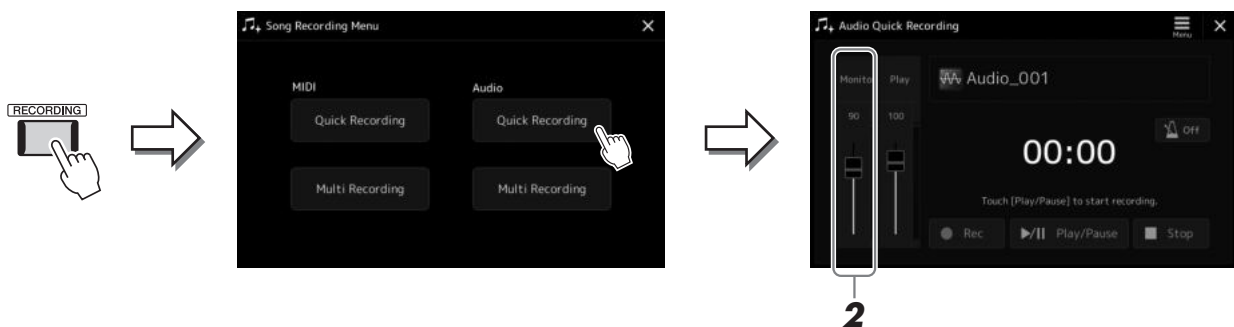 RECORDING
Song Recording Menu
MIDI
Audio
Quick Recording
Quick Recording
Multi Recording
Multi Recording
Audio Quick Recording
Menu
Monito
Play
Audio_001
90
100
Off
00:00
Touch [Play/Pause] to start recording.
Rec
Play/Pause
Stop
2